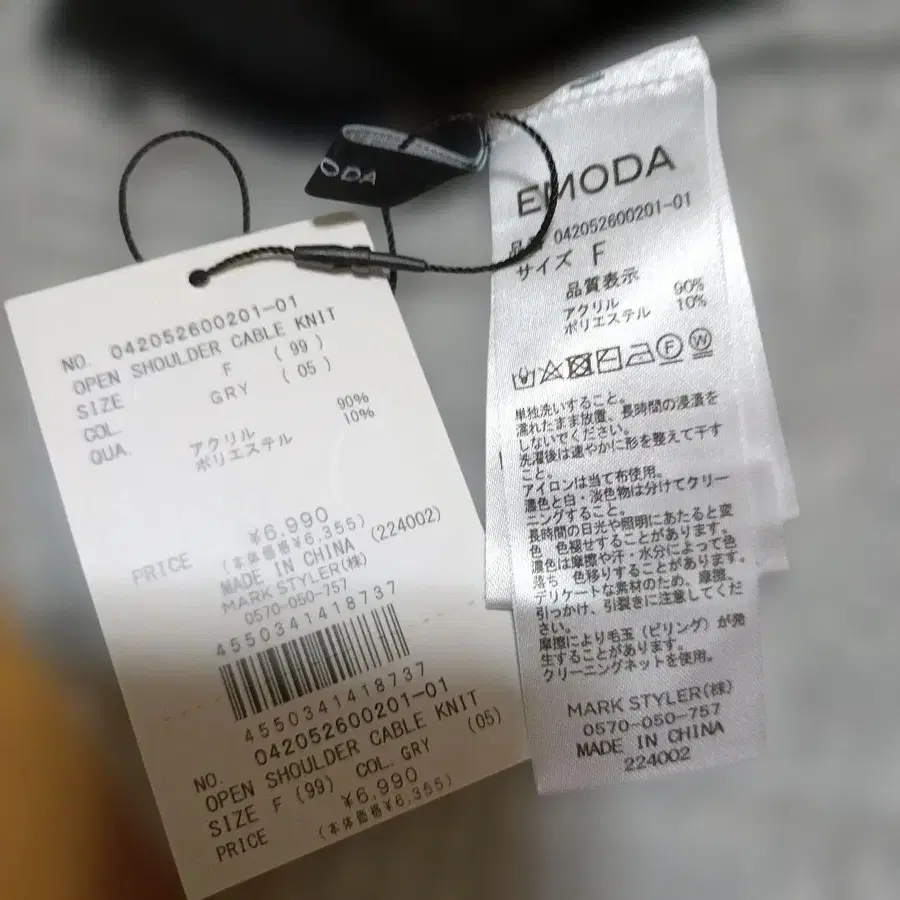 ODA
NO. 042052600201-01
OPEN SHOULDER CABLE KNIT
SIZE F (99)
COL. GRY (05)
QUA. アクリル 90%
ポリエステル 10%
PRICE ¥6,990
(本体価格¥6,355)
MADE IN CHINA (224002)
MARK STYLER(株)
0570-050-757
4550341418737
4550341418737
NO. 042052600201-01
OPEN SHOULDER CABLE KNIT
SIZE F (99) COL. GRY (05)
PRICE ¥6,990
(本体価格¥6,355)
EMODA
品番 042052600201-01
サイズ F
品質表示
アクリル 90%
ポリエステル 10%
F W
単独洗いすること。
濡れたまま放置、長時間の浸漬を
しないでください。
洗濯後は速やかに形を整えて干す
こと。
アイロンは当て布使用。
濃色と白・淡色物は分けてクリー
ニングすること。
長時間の日光や照明にあたると変
色 色褪せすることがあります。
濃色は摩擦や汗・水分によって色
落ち 色移りすることがあります。
デリケートな素材のため、摩擦、
引っかけ、引裂きに注意してくだ
さい。
摩擦により毛玉(ピリング)が発
生することがあります。
クリーニングネットを使用。
MARK STYLER(株)
0570-050-757
MADE IN CHINA
224002